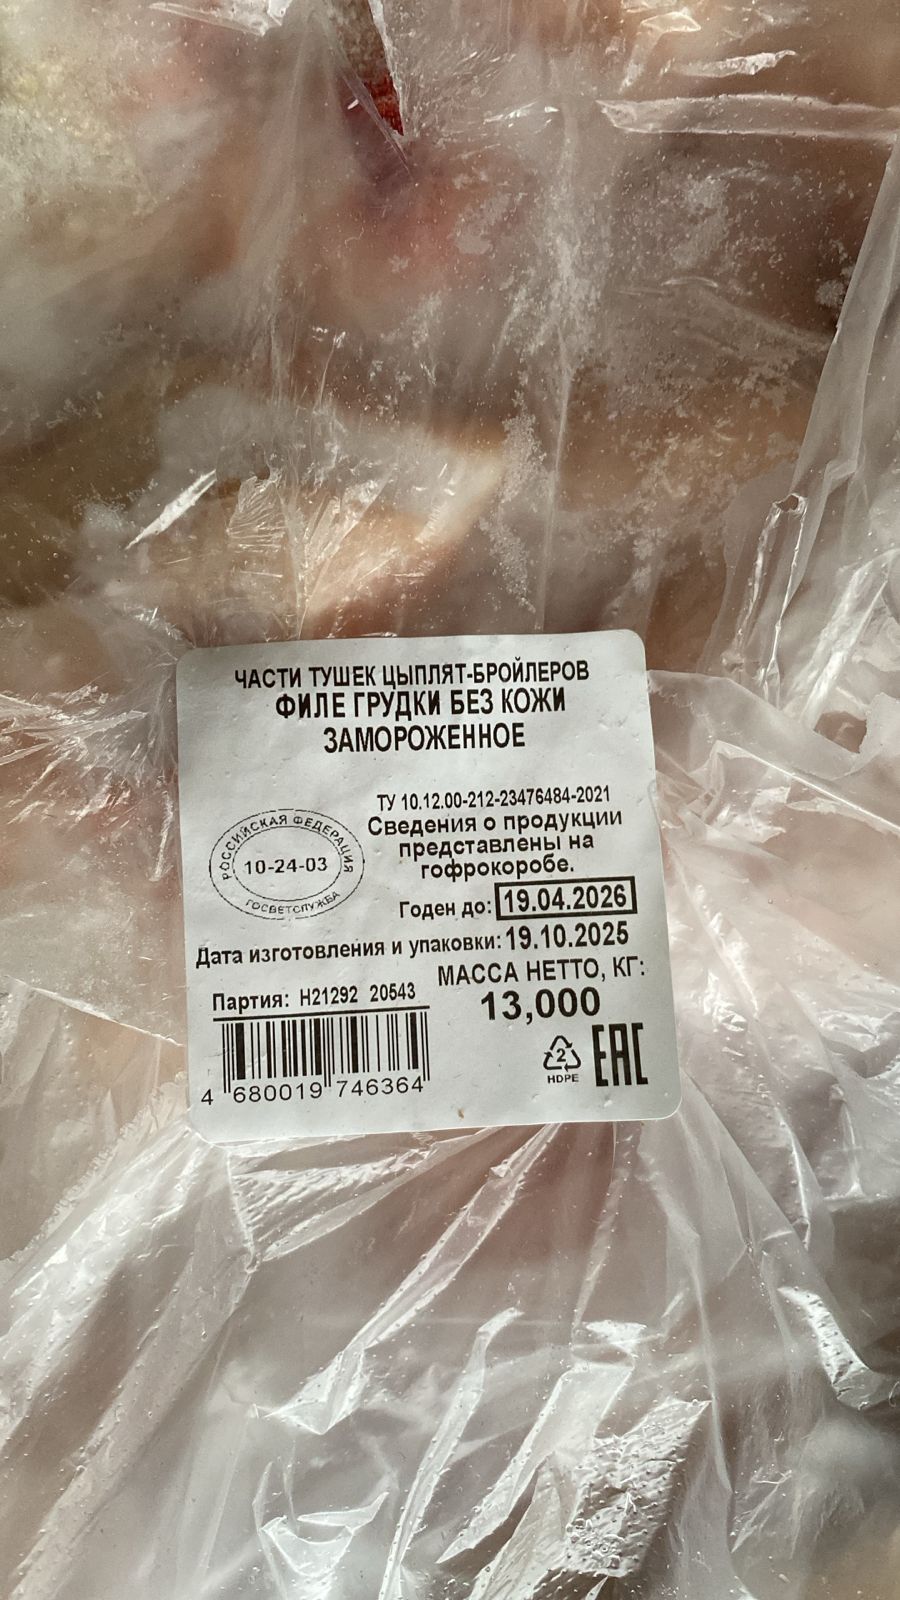 ЧАСТИ ТУШЕК ЦЫПЛЯТ-БРОЙЛЕРОВ
ФИЛЕ ГРУДКИ БЕЗ КОЖИ
ЗАМОРОЖЕННОЕ
ТУ 10.12.00-212-23476484-2021
Сведения о продукции
представлены на
гофрокоробе.
РОССИЙСКАЯ ФЕДЕРАЦИЯ
10-24-03
ГОСВЕТСЛУЖБА
Годен до: 19.04.2026
Дата изготовления и упаковки: 19.10.2025
МАССА НЕТТО, КГ:
13,000
Партия: Н21292 20543
4 680019 746364
2
HDPE
EAC